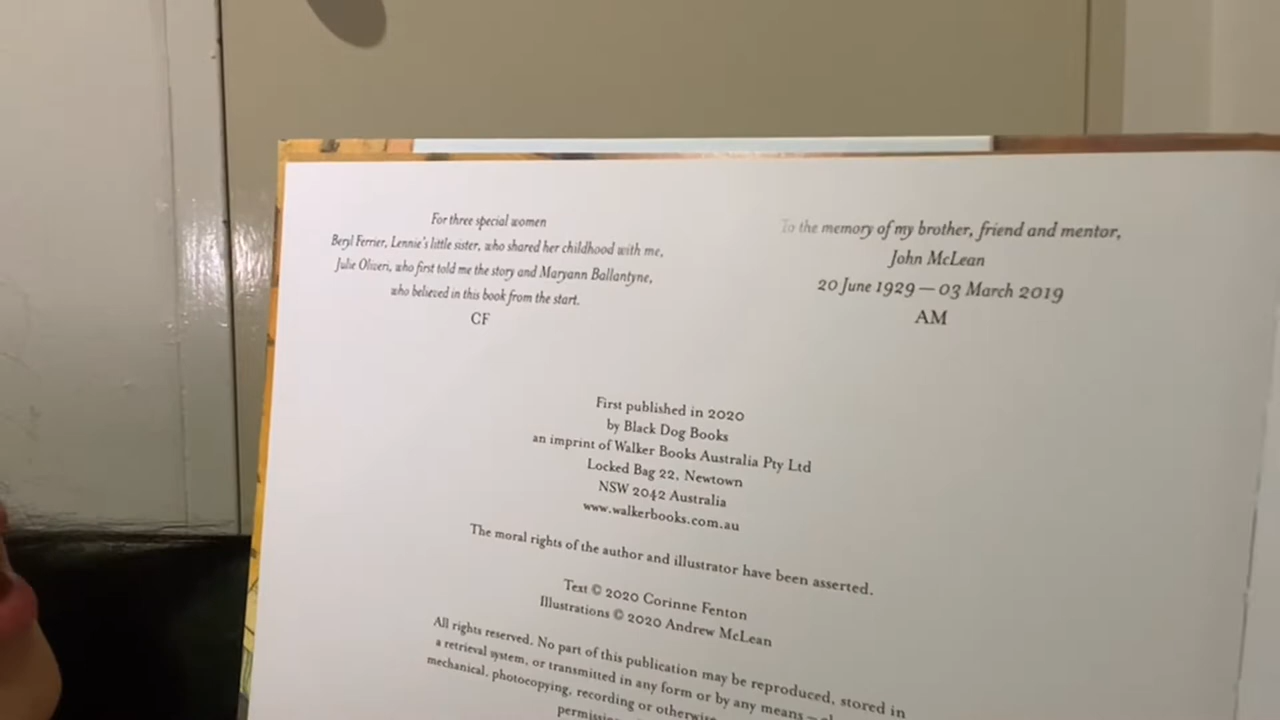 For three special women
Beryl Ferrier, Lennie's little sister, who shared her childhood with me,
Julie Oliveri, who first told me the story and Maryann Ballantyne,
who believed in this book from the start.
CF
To the memory of my brother, friend and mentor,
John McLean
20 June 1929 — 03 March 2019
AM
First published in 2020
by Black Dog Books
an imprint of Walker Books Australia Pty Ltd
Locked Bag 22, Newtown
NSW 2042 Australia
www.walkerbooks.com.au
The moral rights of the author and illustrator have been asserted.
Text © 2020 Corinne Fenton
Illustrations © 2020 Andrew McLean
All rights reserved. No part of this publication may be reproduced, stored in
a retrieval system, or transmitted in any form or by any means –
mechanical, photocopying, recording or